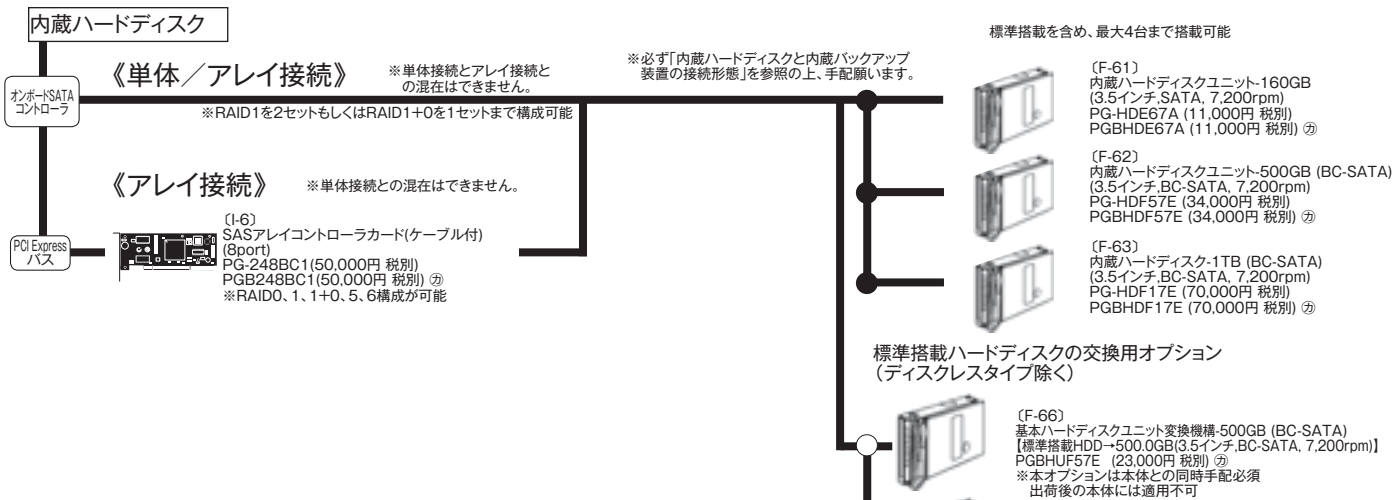 内蔵ハードディスク
オンボードSATA
コントローラ
《単体／アレイ接続》
※単体接続とアレイ接続と
の混在はできません。
※RAID1を2セットもしくはRAID1+0を1セットまで構成可能
※必ず「内蔵ハードディスクと内蔵バックアップ
装置の接続形態」を参照の上、手配願います。
《アレイ接続》
※単体接続との混在はできません。
PCI Express
バス
〔I-6〕
SASアレイコントローラカード(ケーブル付)
(8port)
PG-248BC1(50,000円 税別)
PGB248BC1(50,000円 税別) ㋕
※RAID0、1、1+0、5、6構成が可能
標準搭載を含め、最大4台まで搭載可能
〔F-61〕
内蔵ハードディスクユニット-160GB
(3.5インチ,SATA, 7,200rpm)
PG-HDE67A (11,000円 税別)
PGBHDE67A (11,000円 税別) ㋕
〔F-62〕
内蔵ハードディスクユニット-500GB (BC-SATA)
(3.5インチ,BC-SATA, 7,200rpm)
PG-HDF57E (34,000円 税別)
PGBHDF57E (34,000円 税別) ㋕
〔F-63〕
内蔵ハードディスク-1TB (BC-SATA)
(3.5インチ,BC-SATA, 7,200rpm)
PG-HDF17E (70,000円 税別)
PGBHDF17E (70,000円 税別) ㋕
標準搭載ハードディスクの交換用オプション
（ディスクレスタイプ除く）
〔F-66〕
基本ハードディスクユニット変換機構-500GB (BC-SATA)
【標準搭載HDD→500.0GB(3.5インチ,BC-SATA, 7,200rpm)】
PGBHUF57E (23,000円 税別) ㋕
※本オプションは本体との同時手配必須
出荷後の本体には適用不可